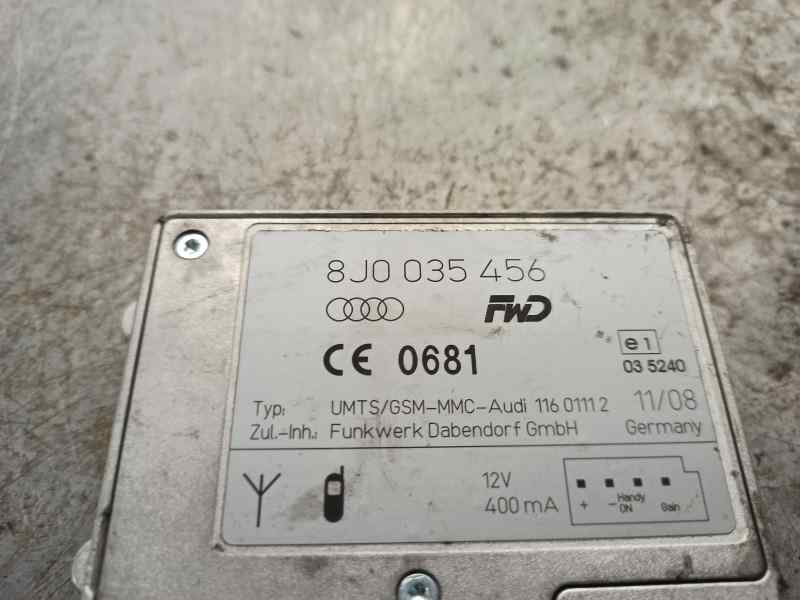 8J0 035 456
FWD
CE 0681
e1
03 5240
Typ: UMTS/GSM-MMC-Audi 116 0111 2 11/08
Zul.-Inh.: Funkwerk Dabendorf GmbH Germany
12V
400 mA
+ - Handy ON Gain